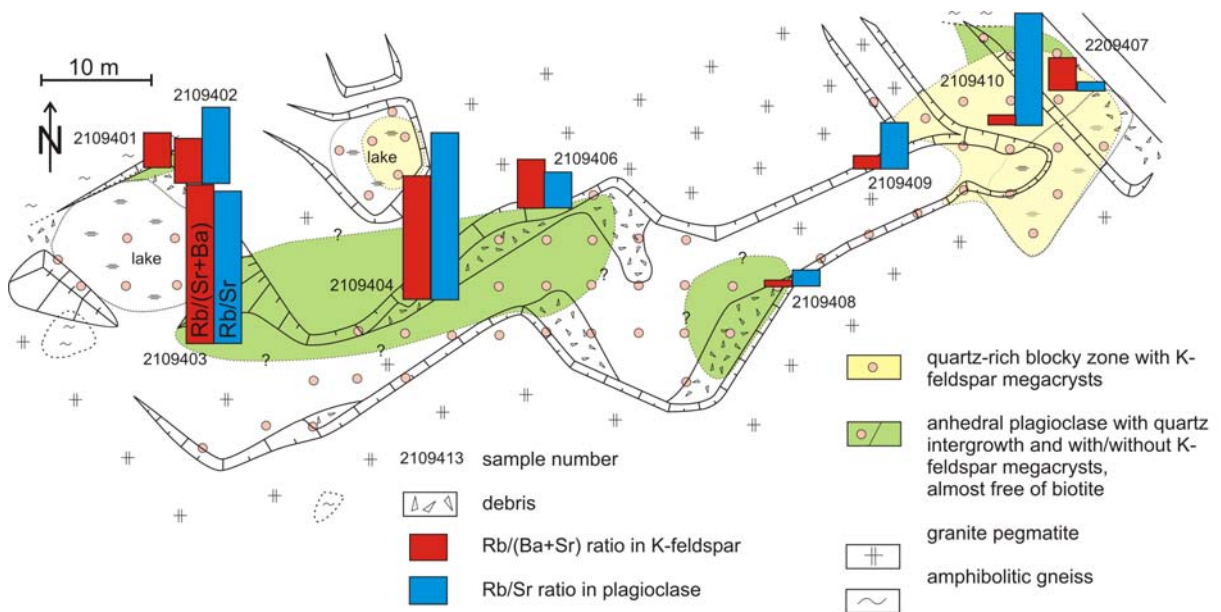 10 m
N
2109402
2109401
lake
lake
Rb/(Sr+Ba)
Rb/Sr
2109403
2109404
2109406
2109410
2209407
2109409
2109408
?
?
?
?
?
?
2109413 sample number
debris
Rb/(Ba+Sr) ratio in K-feldspar
Rb/Sr ratio in plagioclase
quartz-rich blocky zone with K-
feldspar megacrysts
anhedral plagioclase with quartz
intergrowth and with/without K-
feldspar megacrysts,
almost free of biotite
granite pegmatite
amphibolitic gneiss